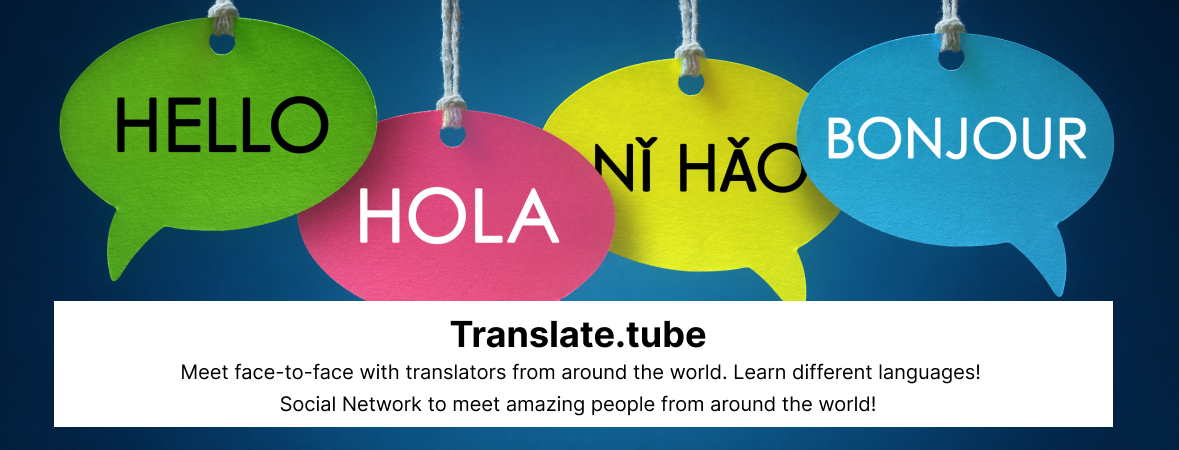 HELLO
HOLA
NǏ HǍO
BONJOUR
Translate.tube
Meet face-to-face with translators from around the world. Learn different languages!
Social Network to meet amazing people from around the world!